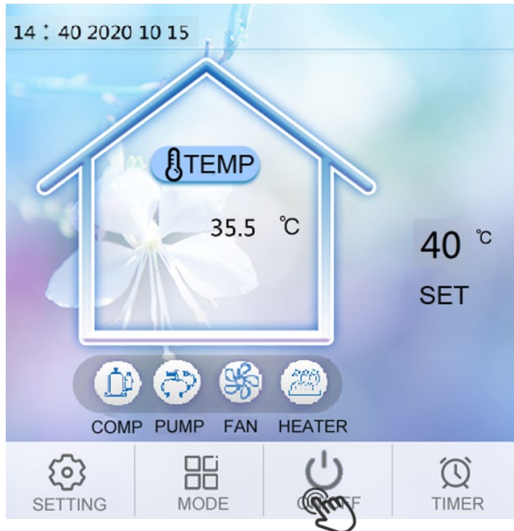 14：40 2020 10 15
TEMP
35.5 ℃
40 ℃
SET
COMP PUMP FAN HEATER
SETTING MODE TIMER